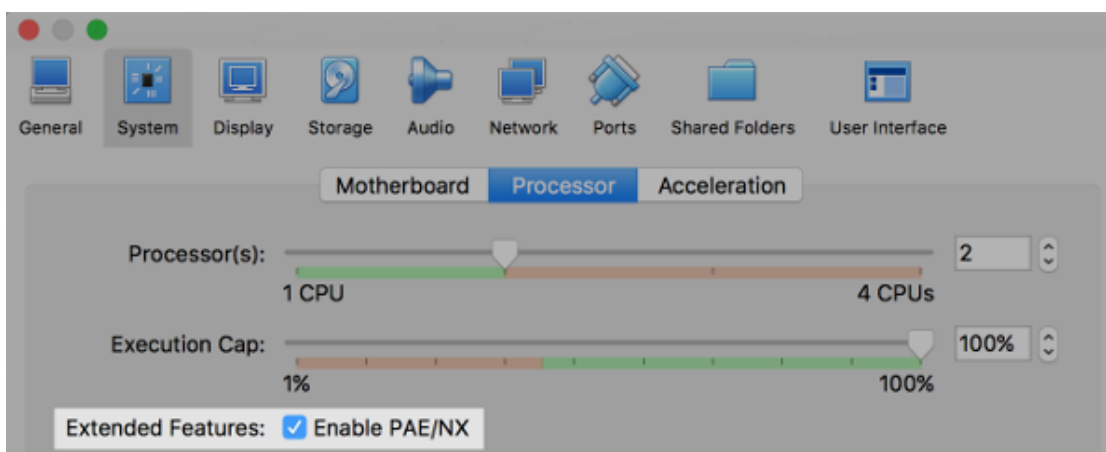 General System Display Storage Audio Network Ports Shared Folders User Interface
Motherboard Processor Acceleration
Processor(s): 2
1 CPU 4 CPUs
Execution Cap: 100%
1% 100%
Extended Features: Enable PAE/NX